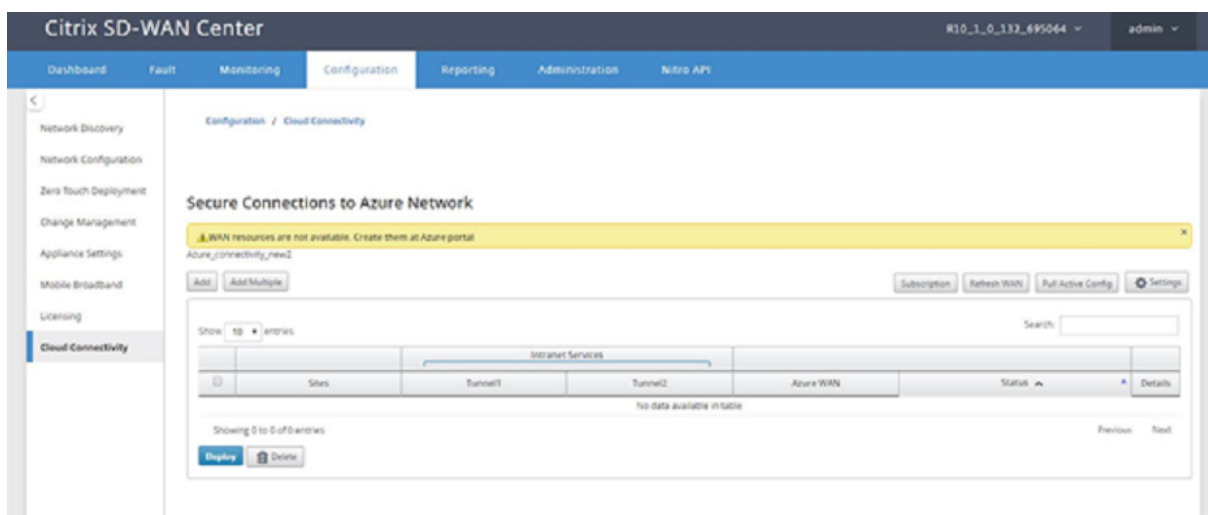 Citrix SD-WAN Center
R10_1_0_133_695064
admin
Dashboard Fault Monitoring Configuration Reporting Administration Nitro API
Configuration / Cloud Connectivity
Network Discovery
Network Configuration
Zero Touch Deployment
Change Management
Appliance Settings
Mobile Broadband
Licensing
Cloud Connectivity
Secure Connections to Azure Network
WAN resources are not available. Create them at Azure portal
Azure_connectivity_new2
Add Add Multiple Subscription Refresh WAN Pull Active Config Settings
Show 10 entries Search:
Intranet Services
Sites Tunnel1 Tunnel2 Azure WAN Status Details
No data available in table
Showing 0 to 0 of 0 entries Previous Next
Deploy Delete